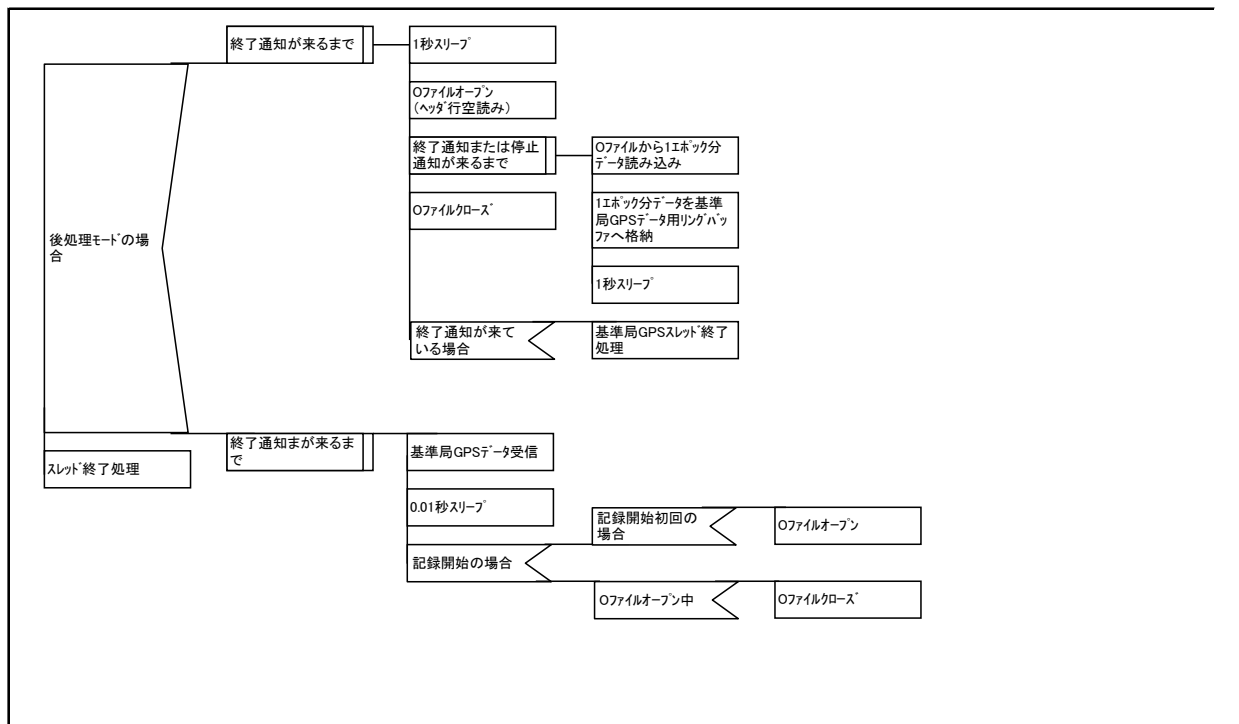 終了通知が来るまで
1秒ｽﾘｰﾌﾟ
Oﾌｧｲﾙｵｰﾌﾟﾝ
（ﾍｯﾀﾞ行空読み）
終了通知または停止
通知が来るまで
Oﾌｧｲﾙから1ｴﾎﾟｯｸ分
ﾃﾞｰﾀ読み込み
Oﾌｧｲﾙｸﾛｰｽﾞ
1ｴﾎﾟｯｸ分ﾃﾞｰﾀを基準
局GPSﾃﾞｰﾀ用ﾘﾝｸﾞﾊﾞｯ
ﾌｧへ格納
後処理ﾓｰﾄﾞの場
合
1秒ｽﾘｰﾌﾟ
終了通知が来て
いる場合
基準局GPSｽﾚｯﾄﾞ終了
処理
終了通知まが来るま
で
基準局GPSﾃﾞｰﾀ受信
ｽﾚｯﾄﾞ終了処理
0.01秒ｽﾘｰﾌﾟ
記録開始初回の
場合
Oﾌｧｲﾙｵｰﾌﾟﾝ
記録開始の場合
Oﾌｧｲﾙｵｰﾌﾟﾝ中
Oﾌｧｲﾙｸﾛｰｽﾞ